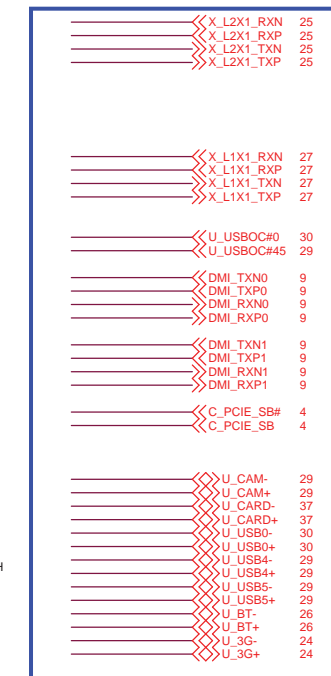 X_L2X1_RXN 25
X_L2X1_RXP 25
X_L2X1_TXN 25
X_L2X1_TXP 25
X_L1X1_RXN 27
X_L1X1_RXP 27
X_L1X1_TXN 27
X_L1X1_TXP 27
U_USBOC#0 30
U_USBOC#45 29
DMI_TXN0 9
DMI_TXP0 9
DMI_RXN0 9
DMI_RXP0 9
DMI_TXN1 9
DMI_TXP1 9
DMI_RXN1 9
DMI_RXP1 9
C_PCIE_SB# 4
C_PCIE_SB 4
U_CAM- 29
U_CAM+ 29
U_CARD- 37
U_CARD+ 37
U_USB0- 30
U_USB0+ 30
U_USB4- 29
H U_USB4+ 29
U_USB5- 29
U_USB5+ 29
U_BT- 26
U_BT+ 26
U_3G- 24
U_3G+ 24